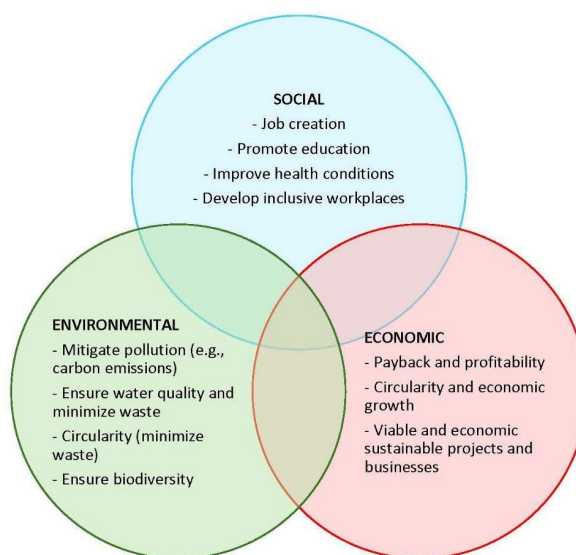 SOCIAL
- Job creation
- Promote education
- Improve health conditions
- Develop inclusive workplaces
ENVIRONMENTAL
- Mitigate pollution (e.g.,
carbon emissions)
- Ensure water quality and
minimize waste
- Circularity (minimize
waste)
- Ensure biodiversity
ECONOMIC
- Payback and profitability
- Circularity and economic
growth
- Viable and economic
sustainable projects and
businesses